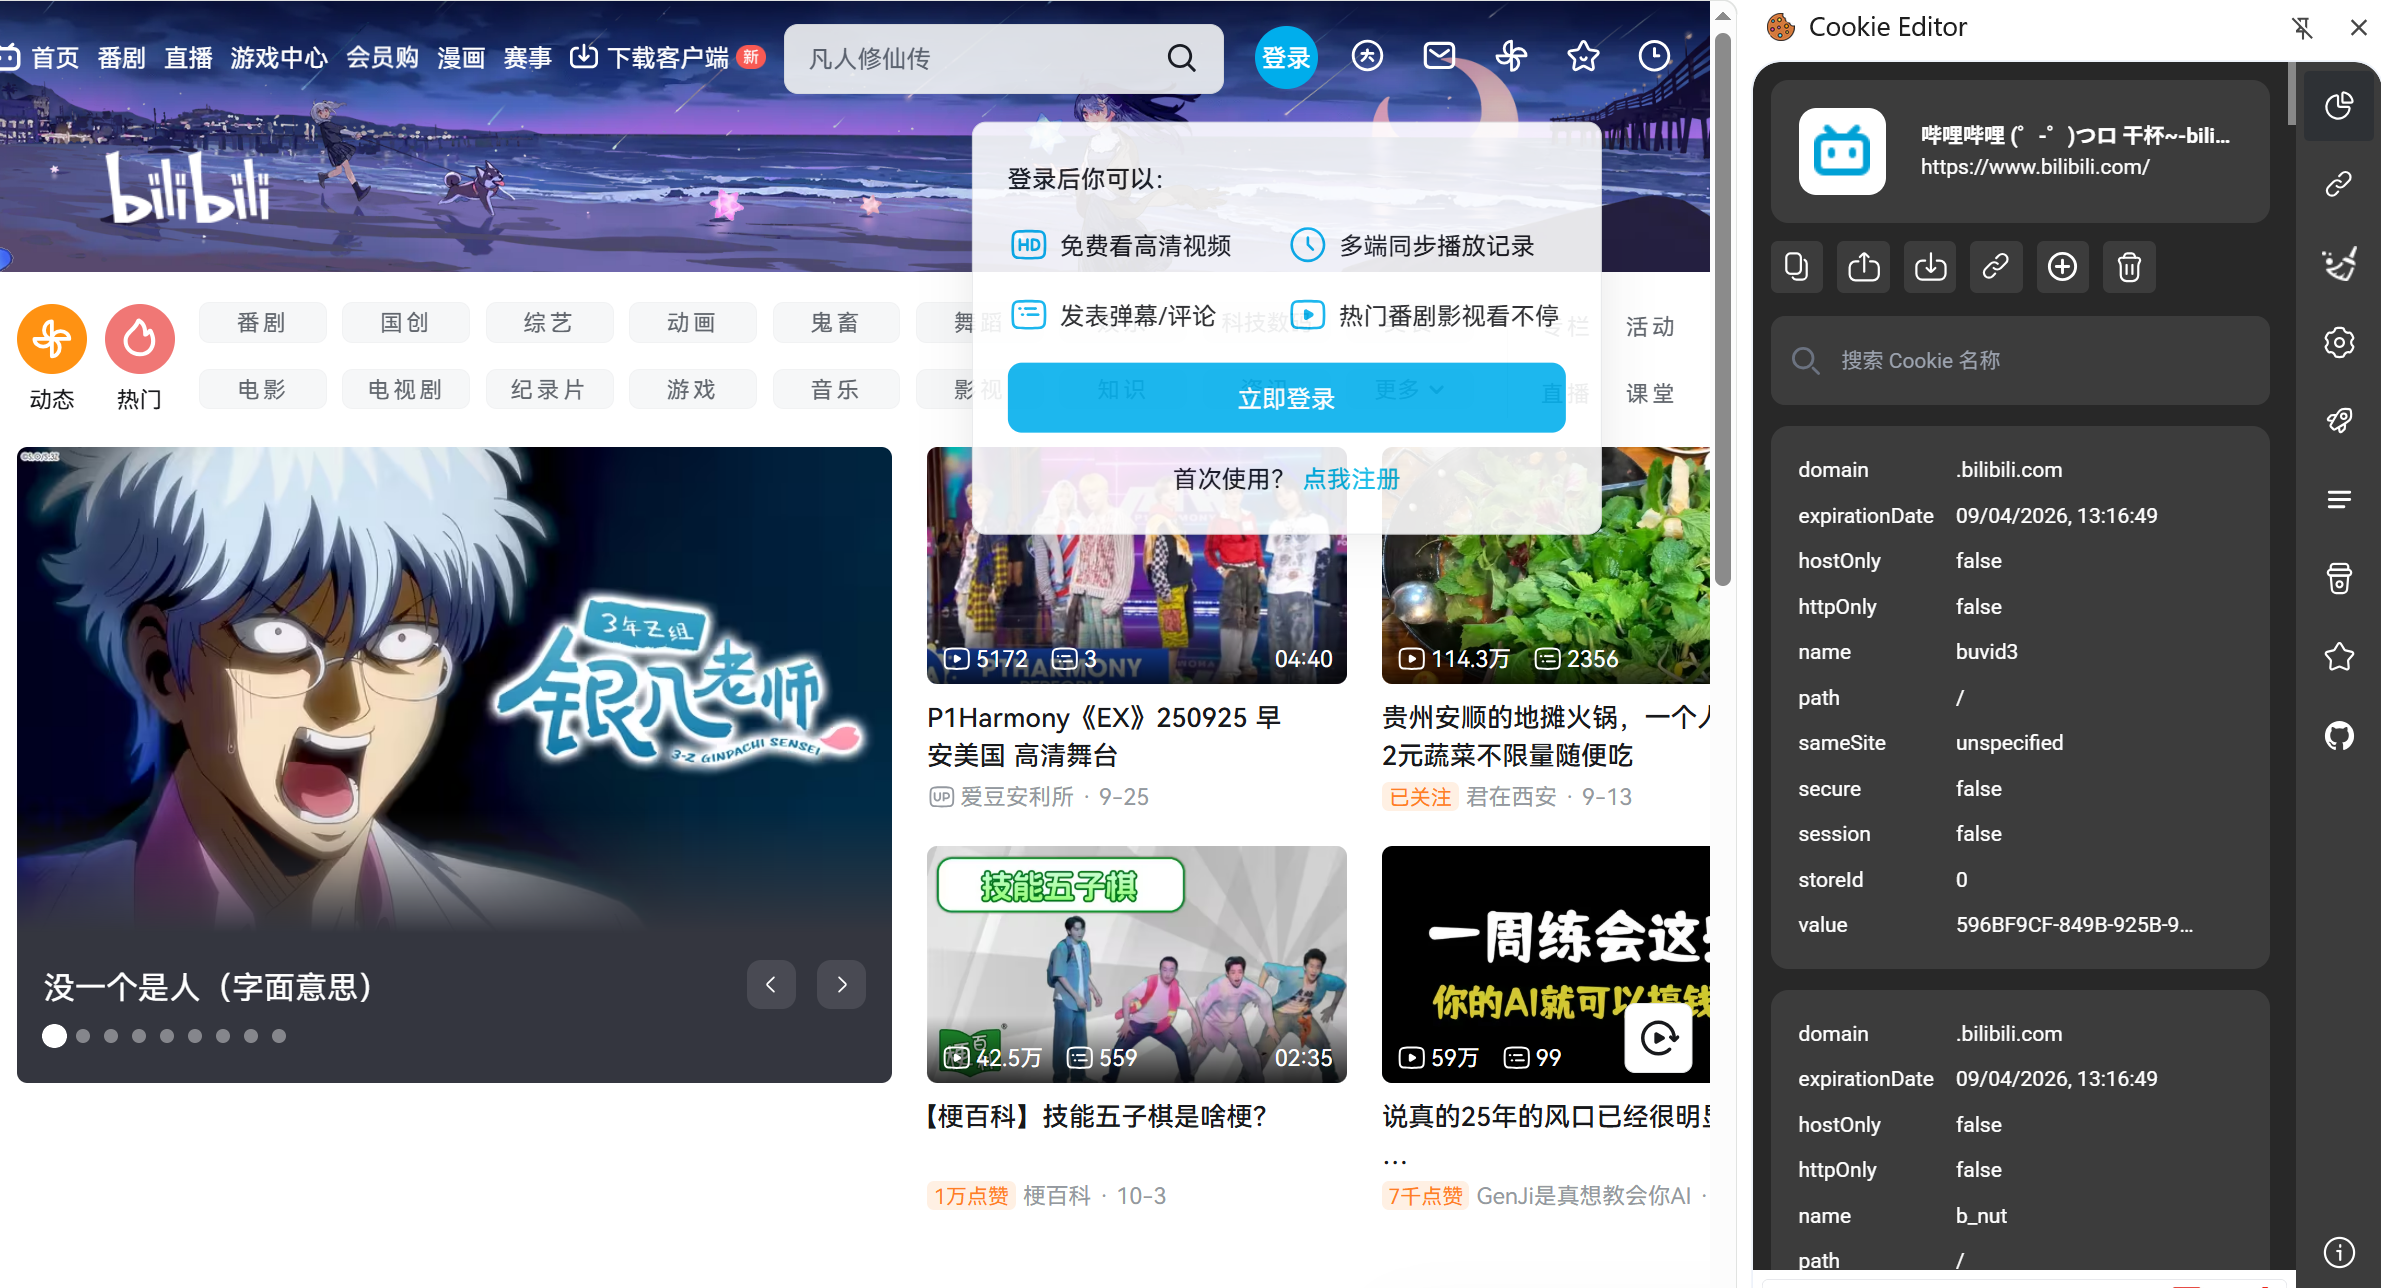 首页 番剧 直播 游戏中心 会员购 漫画 赛事 下载客户端 新
凡人修仙传
登录
bilibili
登录后你可以：
HD 免费看高清视频
多端同步播放记录
发表弹幕/评论
热门番剧影视看不停
立即登录
首次使用？ 点我注册
动态
热门
番剧 国创 综艺 动画 鬼畜 舞蹈 科技数码 专栏 活动
电影 电视剧 纪录片 游戏 音乐 影视 知识 资讯 更多 直播 课堂
3年Z组
银八老师
3-Z GINPACHI SENSEI
没一个是人（字面意思）
5172 3 04:40
P1Harmony《EX》250925 早
安美国 高清舞台
UP 爱豆安利所 · 9-25
114.3万 2356
贵州安顺的地摊火锅，一个人
2元蔬菜不限量随便吃
已关注 君在西安 · 9-13
技能五子棋
42.5万 559 02:35
【梗百科】技能五子棋是啥梗？
1万点赞 梗百科 · 10-3
一周练会这些
你的AI就可以搞钱
59万 99
说真的25年的风口已经很明显
...
7千点赞 GenJi是真想教会你AI ·
Cookie Editor
哔哩哔哩 (゜-゜)つロ 干杯~-bili...
https://www.bilibili.com/
搜索 Cookie 名称
domain .bilibili.com
expirationDate 09/04/2026, 13:16:49
hostOnly false
httpOnly false
name buvid3
path /
sameSite unspecified
secure false
session false
storeId 0
value 596BF9CF-849B-925B-9...
domain .bilibili.com
expirationDate 09/04/2026, 13:16:49
hostOnly false
httpOnly false
name b_nut
path /